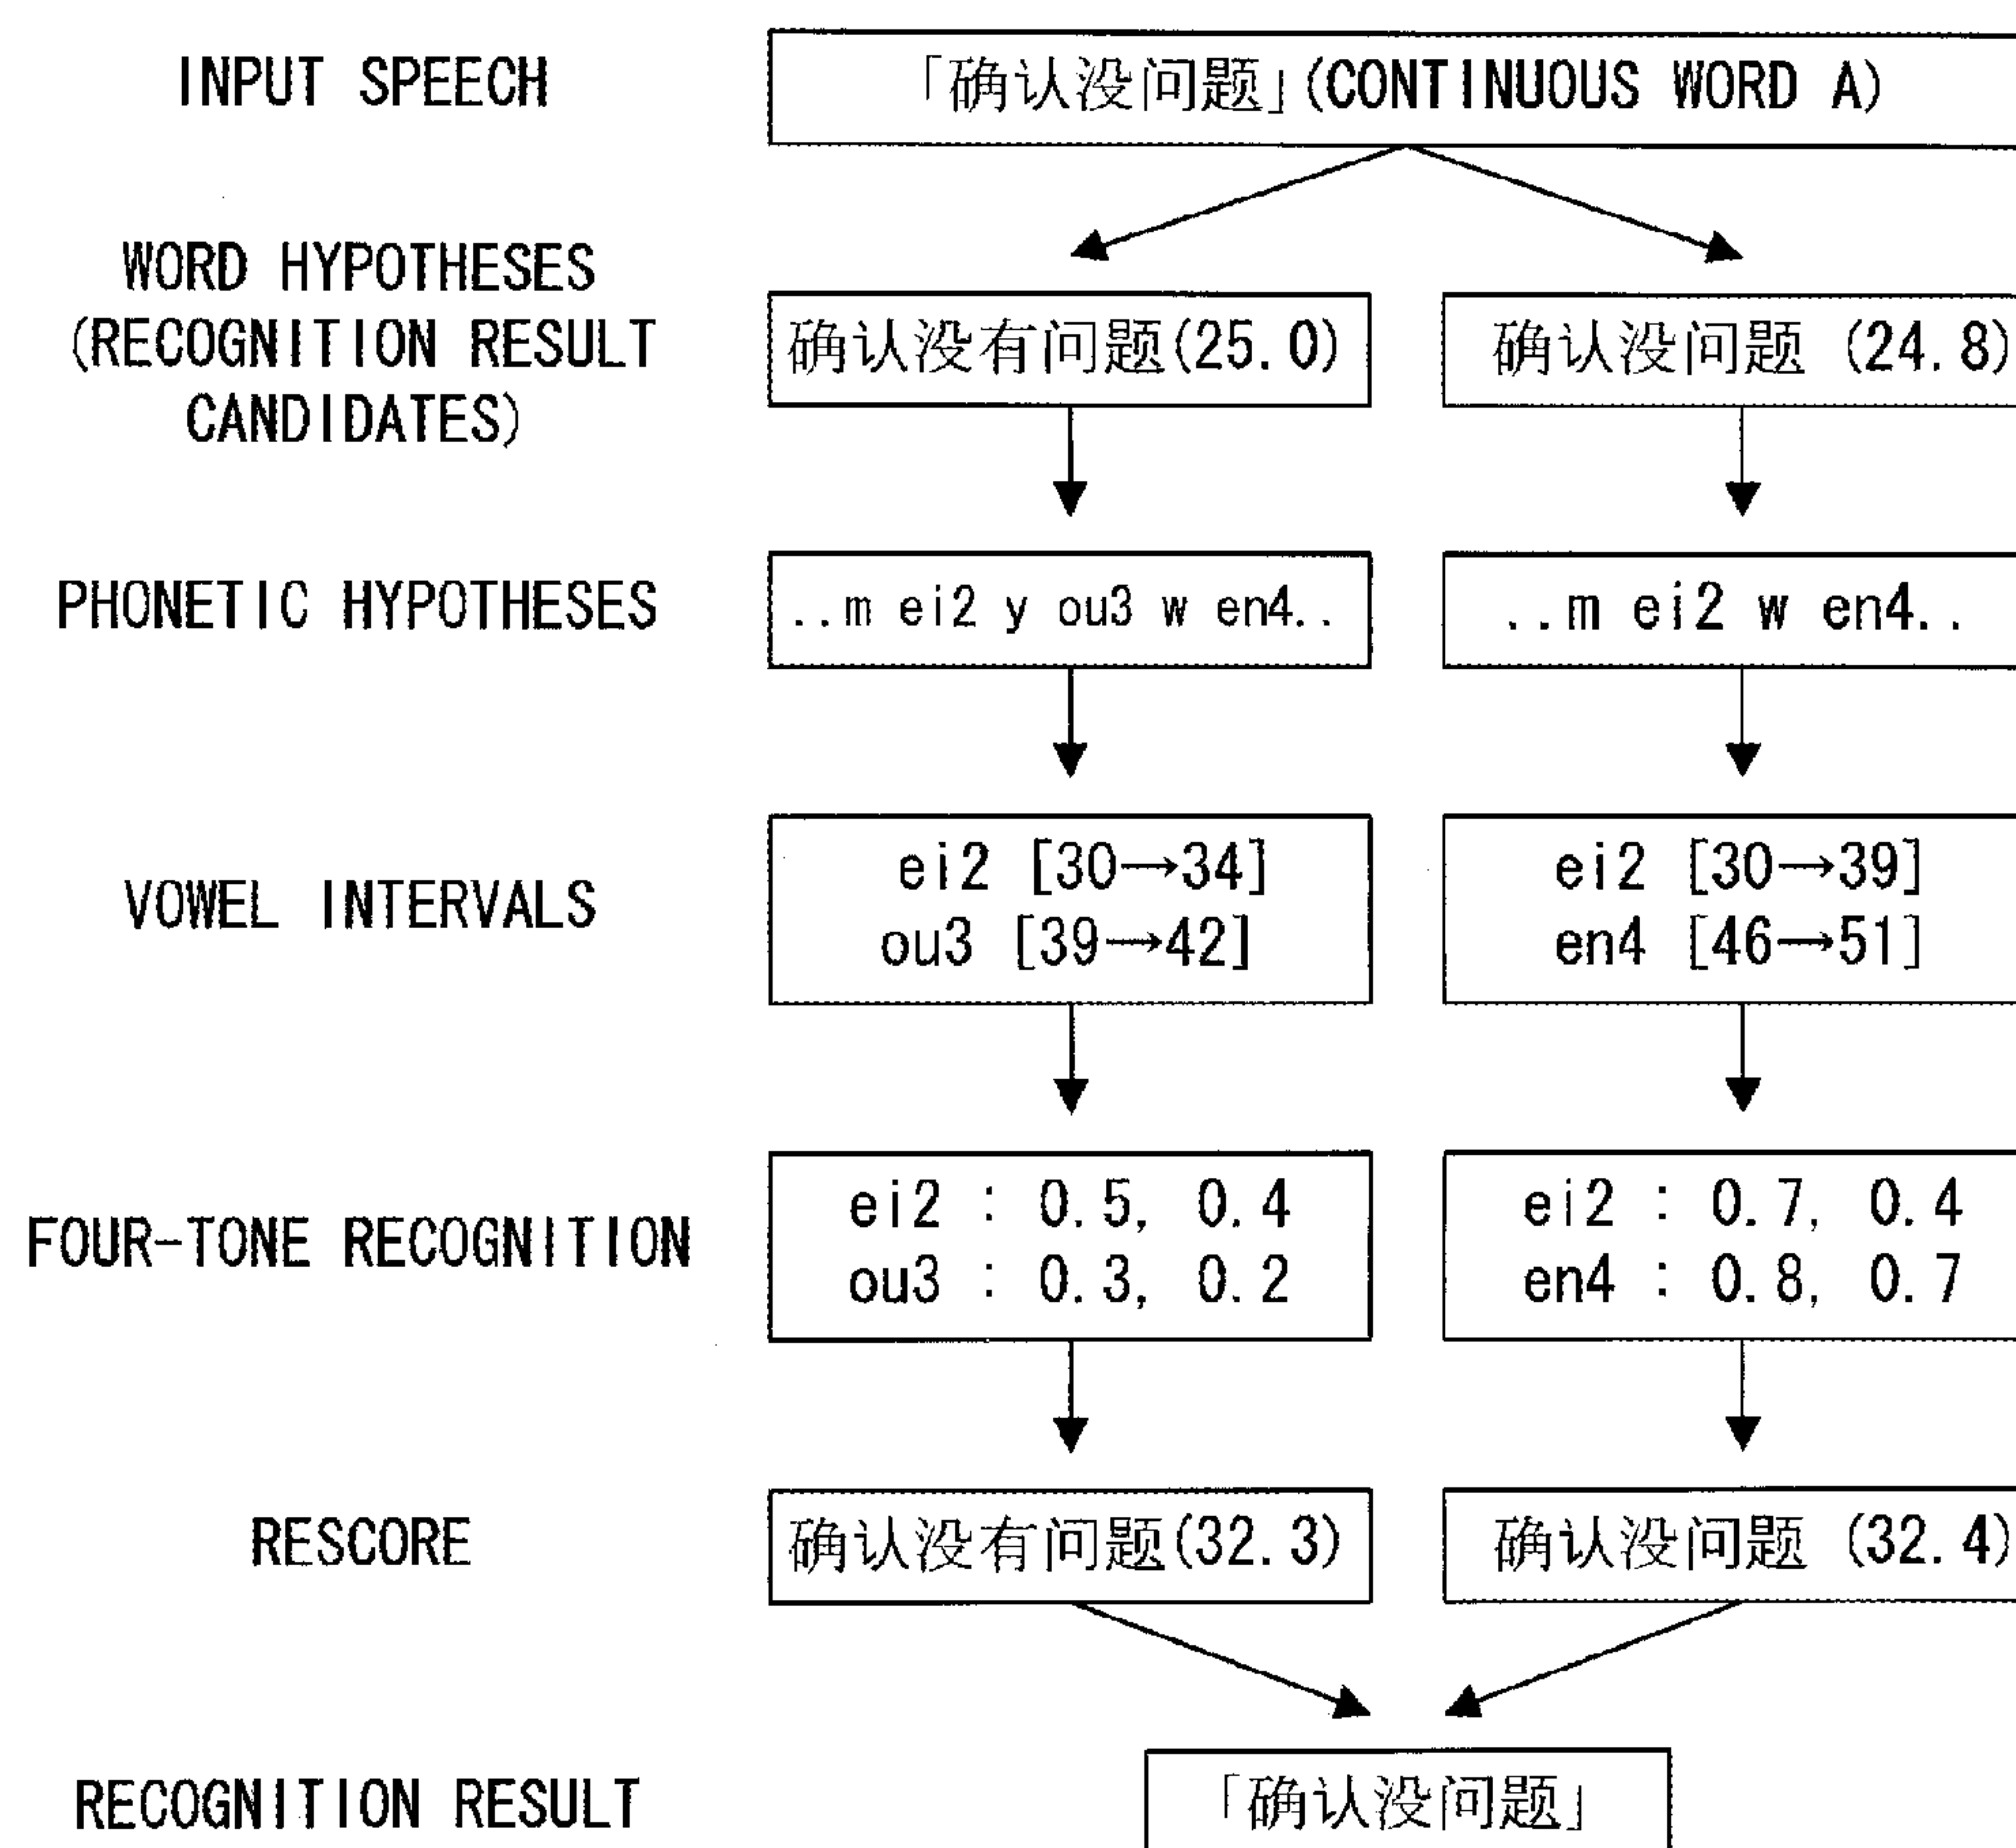 INPUT SPEECH
「确认没问题」(CONTINUOUS WORD A)
WORD HYPOTHESES
(RECOGNITION RESULT
CANDIDATES)
确认没有问题(25.0)
确认没问题 (24.8)
PHONETIC HYPOTHESES
..m ei2 y ou3 w en4..
..m ei2 w en4..
VOWEL INTERVALS
ei2 [30→34]
ou3 [39→42]
ei2 [30→39]
en4 [46→51]
FOUR-TONE RECOGNITION
ei2 : 0.5, 0.4
ou3 : 0.3, 0.2
ei2 : 0.7, 0.4
en4 : 0.8, 0.7
RESCORE
确认没有问题(32.3)
确认没问题 (32.4)
RECOGNITION RESULT
「确认没问题」